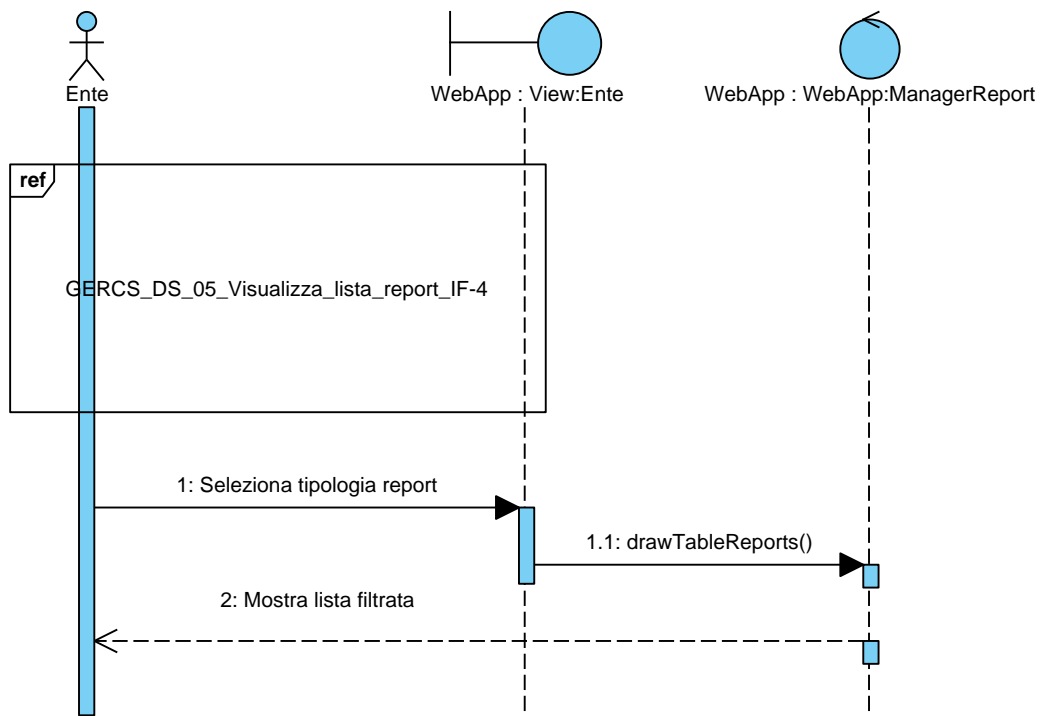 Ente
WebApp : View:Ente
WebApp : WebApp:ManagerReport
ref
GERCS_DS_05_Visualizza_lista_report_IF-4
1: Seleziona tipologia report
1.1: drawTableReports()
2: Mostra lista filtrata